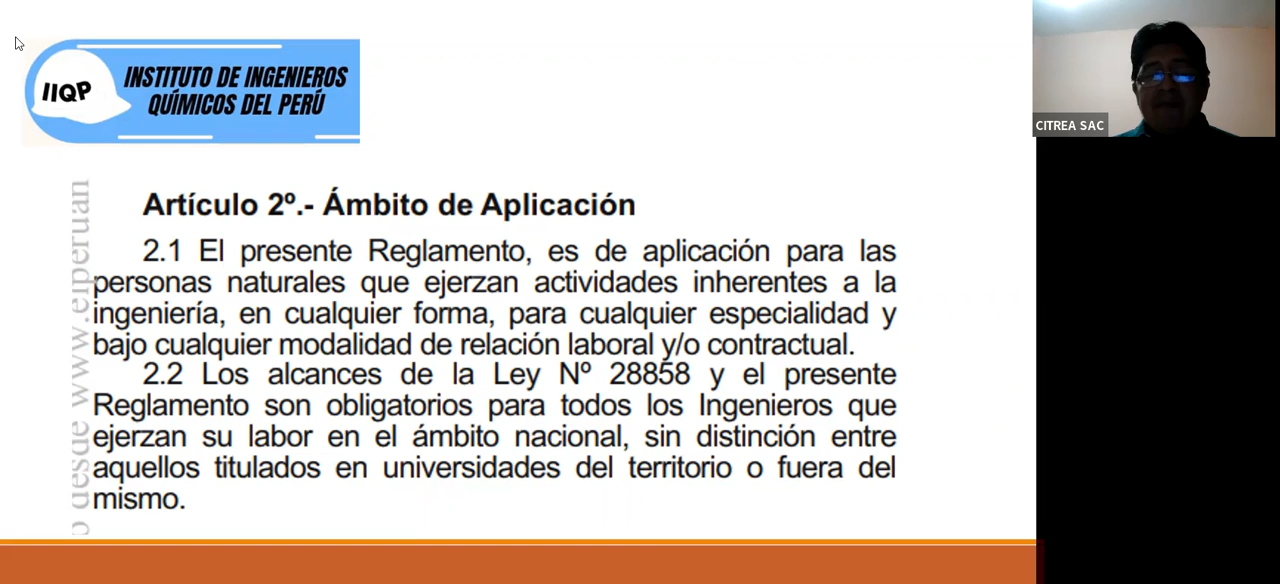 IIQP
INSTITUTO DE INGENIEROS
QUÍMICOS DEL PERÚ
CITREA SAC
o desde www.elperuan
Artículo 2º.- Ámbito de Aplicación
2.1 El presente Reglamento, es de aplicación para las
personas naturales que ejerzan actividades inherentes a la
ingeniería, en cualquier forma, para cualquier especialidad y
bajo cualquier modalidad de relación laboral y/o contractual.
2.2 Los alcances de la Ley Nº 28858 y el presente
Reglamento son obligatorios para todos los Ingenieros que
ejerzan su labor en el ámbito nacional, sin distinción entre
aquellos titulados en universidades del territorio o fuera del
mismo.